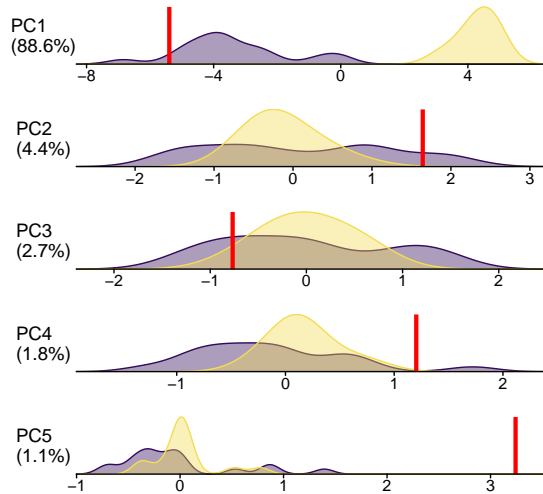 PC1
(88.6%)
−8 −4 0 4
PC2
(4.4%)
−2 −1 0 1 2 3
PC3
(2.7%)
−2 −1 0 1 2
PC4
(1.8%)
−1 0 1 2
PC5
(1.1%)
−1 0 1 2 3